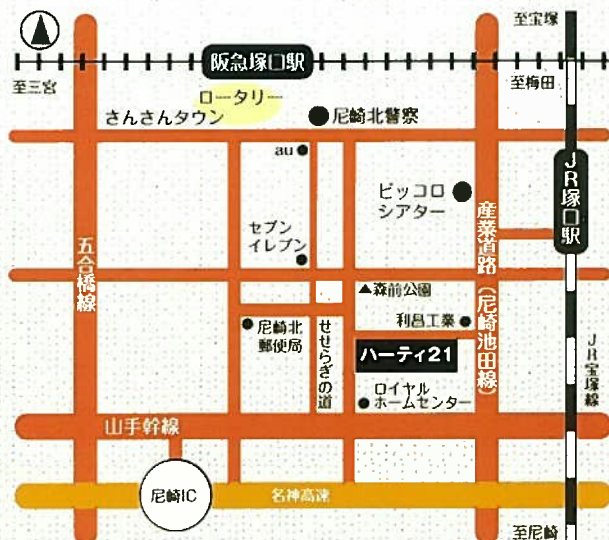 至宝塚
阪急塚口駅
至三宮
至梅田
ロータリー
さんさんタウン
尼崎北警察
au
ピッコロ
シアター
JR塚口駅
セブン
イレブン
五合橋線
産業道路(尼崎池田線)
▲森前公園
利昌工業
尼崎北
郵便局
せせらぎの道
ハーティ21
JR宝塚線
ロイヤル
ホームセンター
山手幹線
尼崎IC
名神高速
至尼崎